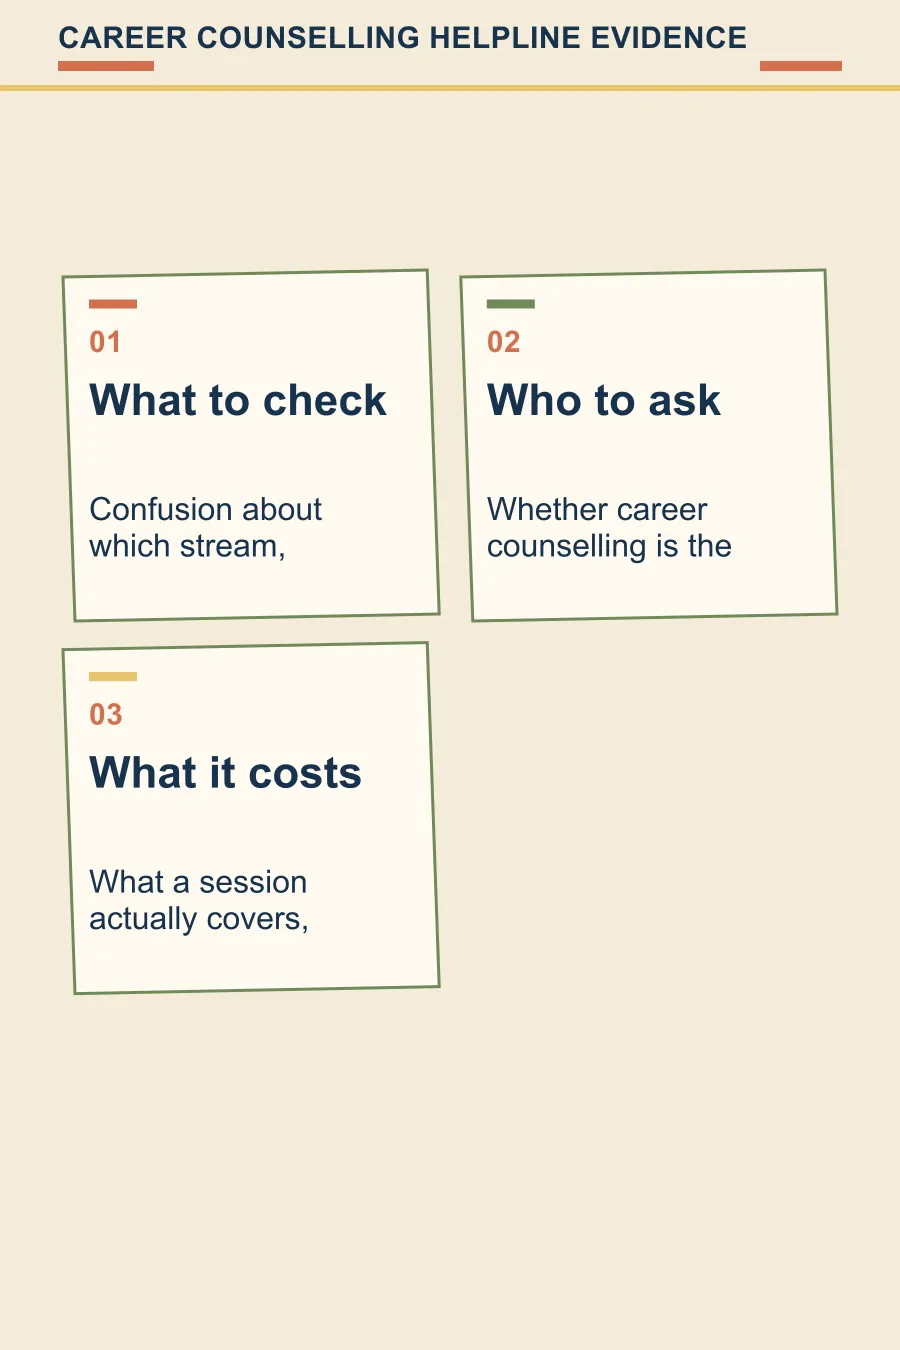 CAREER COUNSELLING HELPLINE EVIDENCE
01
What to check
Confusion about
which stream,
02
Who to ask
Whether career
counselling is the
03
What it costs
What a session
actually covers,